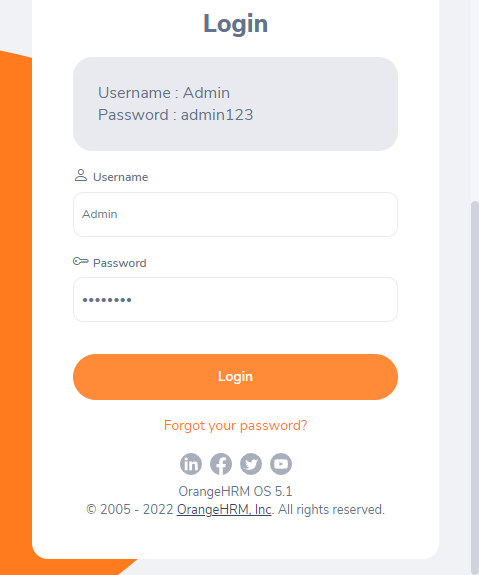 Login
Username : Admin
Password : admin123
Username
Admin
Password
••••••••
Login
Forgot your password?
OrangeHRM OS 5.1
© 2005 - 2022 OrangeHRM, Inc. All rights reserved.